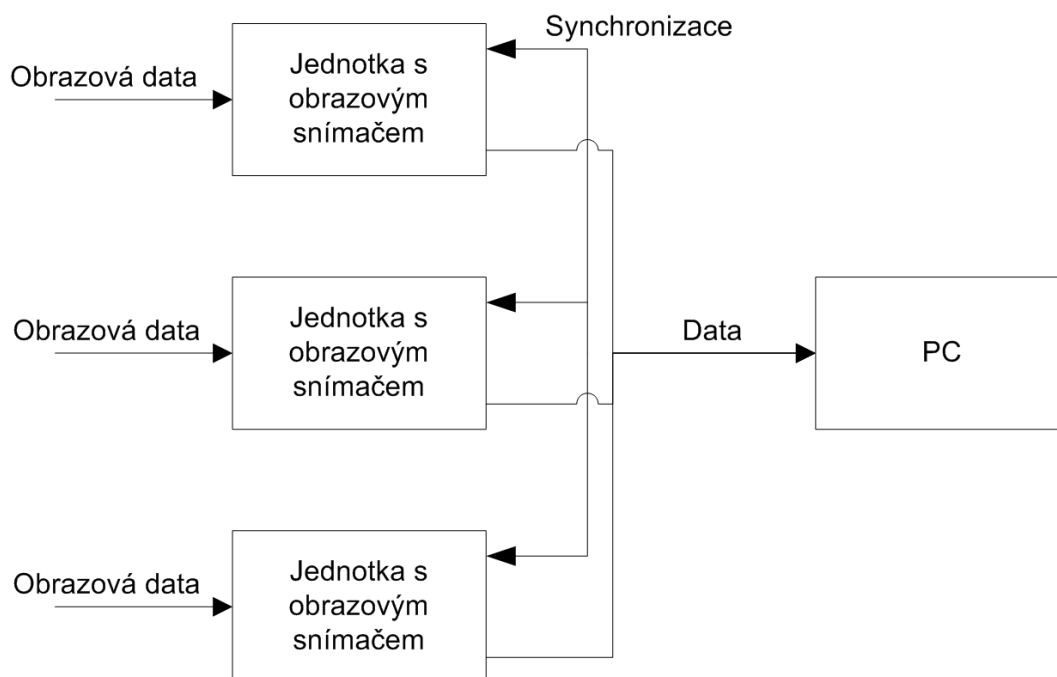 Synchronizace
Obrazová data
Jednotka s
obrazovým
snímačem
Obrazová data
Jednotka s
obrazovým
snímačem
Data
PC
Obrazová data
Jednotka s
obrazovým
snímačem